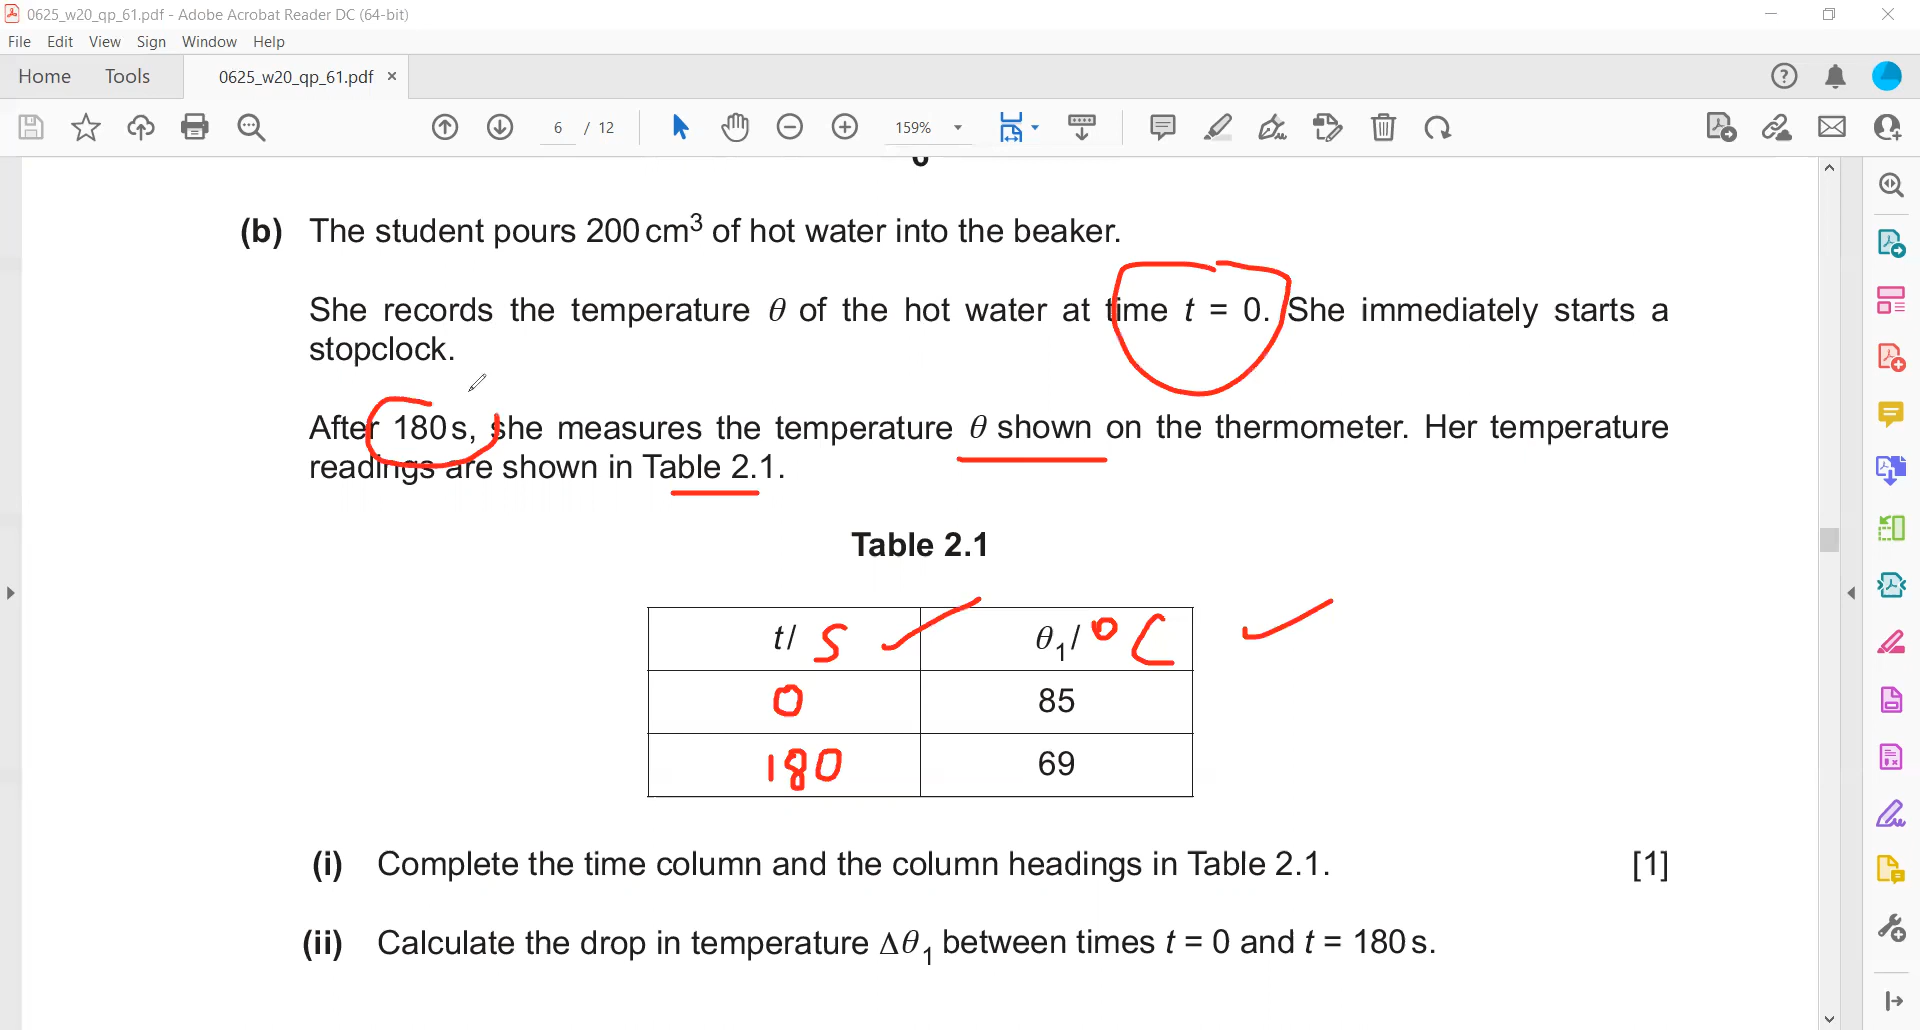 0625_w20_qp_61.pdf - Adobe Acrobat Reader DC (64-bit)
File Edit View Sign Window Help
Home Tools 0625_w20_qp_61.pdf ×
6 / 12 159%
(b) The student pours 200 cm³ of hot water into the beaker.
She records the temperature θ of the hot water at time t = 0. She immediately starts a
stopclock.
After 180 s, she measures the temperature θ shown on the thermometer. Her temperature
readings are shown in Table 2.1.
Table 2.1
t/ s θ₁/ °C
0 85
180 69
(i) Complete the time column and the column headings in Table 2.1. [1]
(ii) Calculate the drop in temperature Δθ₁ between times t = 0 and t = 180 s.